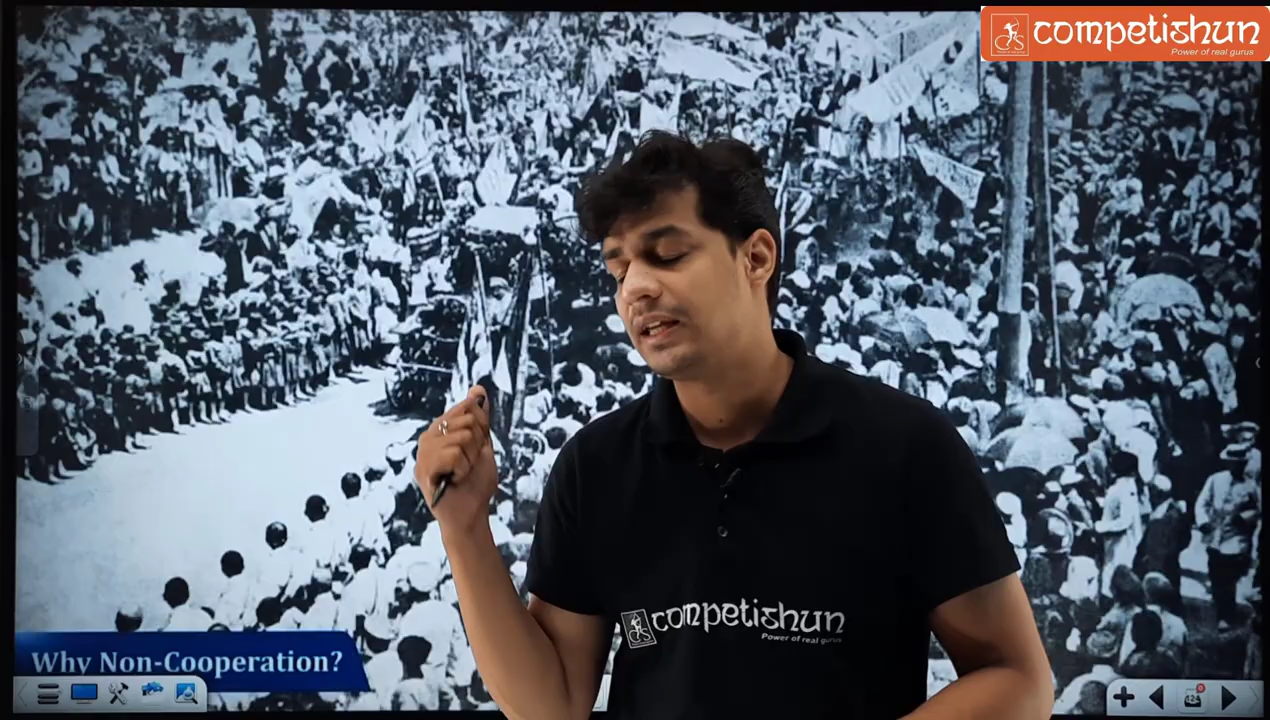 competishun
Power of real gurus
competishun
Power of real gurus
Why Non-Cooperation?